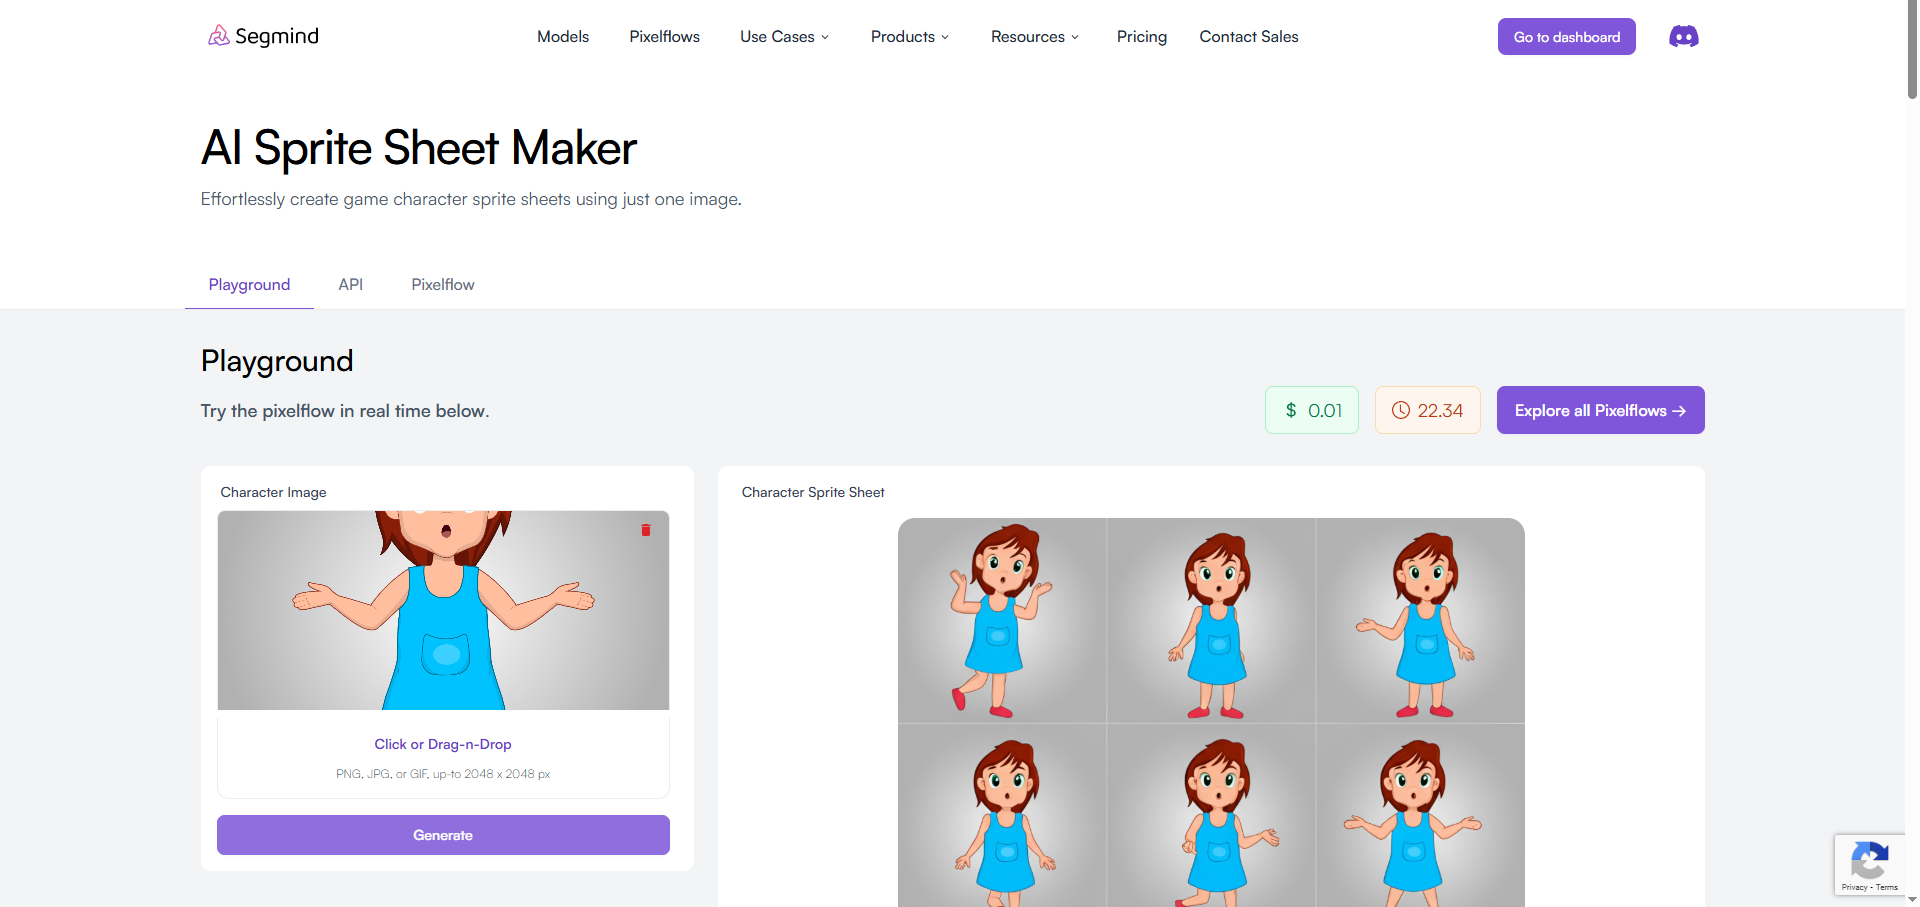 Segmind
Models
Pixelflows
Use Cases
Products
Resources
Pricing
Contact Sales
Go to dashboard
AI Sprite Sheet Maker
Effortlessly create game character sprite sheets using just one image.
Playground
API
Pixelflow
Playground
Try the pixelflow in real time below.
$ 0.01
22.34
Explore all Pixelflows →
Character Image
Click or Drag-n-Drop
PNG, JPG, or GIF, up-to 2048 x 2048 px
Generate
Character Sprite Sheet
Privacy - Terms